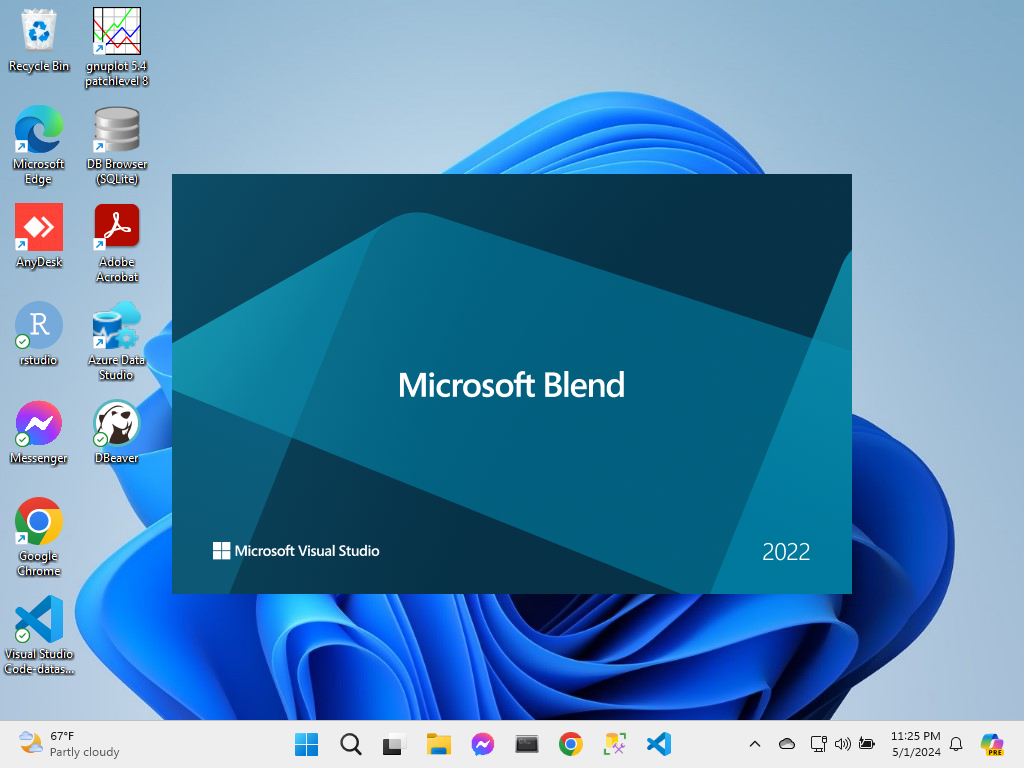 Recycle Bin
gnuplot 5.4
patchlevel 8
Microsoft
Edge
DB Browser
(SQLite)
AnyDesk
Adobe
Acrobat
R
rstudio
Azure Data
Studio
Messenger
DBeaver
Google
Chrome
Visual Studio
Code-datas...
Microsoft Blend
Microsoft Visual Studio
2022
67°F
Partly cloudy
11:25 PM
5/1/2024
PRE